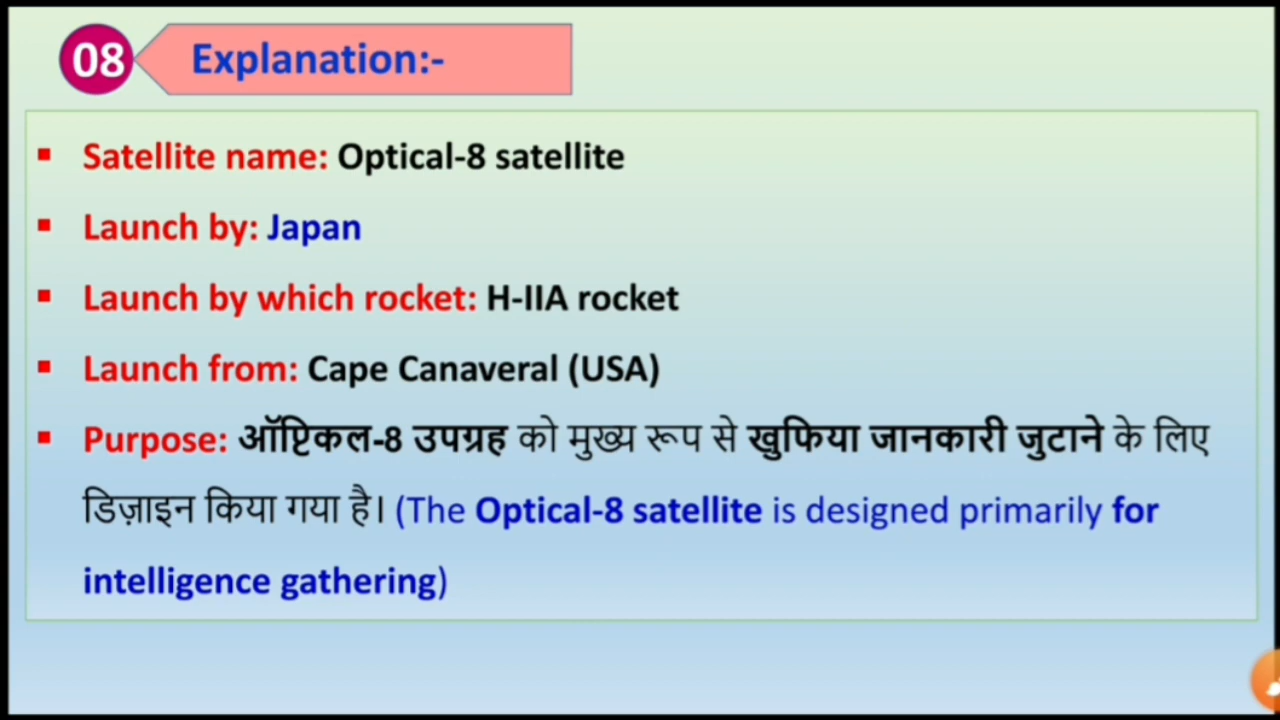 08 Explanation:-
Satellite name: Optical-8 satellite
Launch by: Japan
Launch by which rocket: H-IIA rocket
Launch from: Cape Canaveral (USA)
Purpose: ऑप्टिकल-8 उपग्रह को मुख्य रूप से खुफिया जानकारी जुटाने के लिए
डिज़ाइन किया गया है। (The Optical-8 satellite is designed primarily for
intelligence gathering)